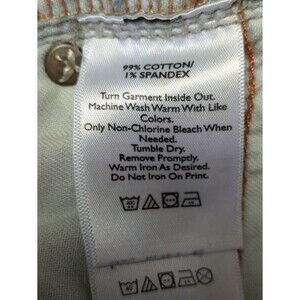 99% COTTON/
1% SPANDEX
Turn Garment Inside Out.
Machine Wash Warm With Like
Colors.
Only Non-Chlorine Bleach When
Needed.
Tumble Dry.
Remove Promptly.
Warm Iron As Desired.
Do Not Iron On Print.